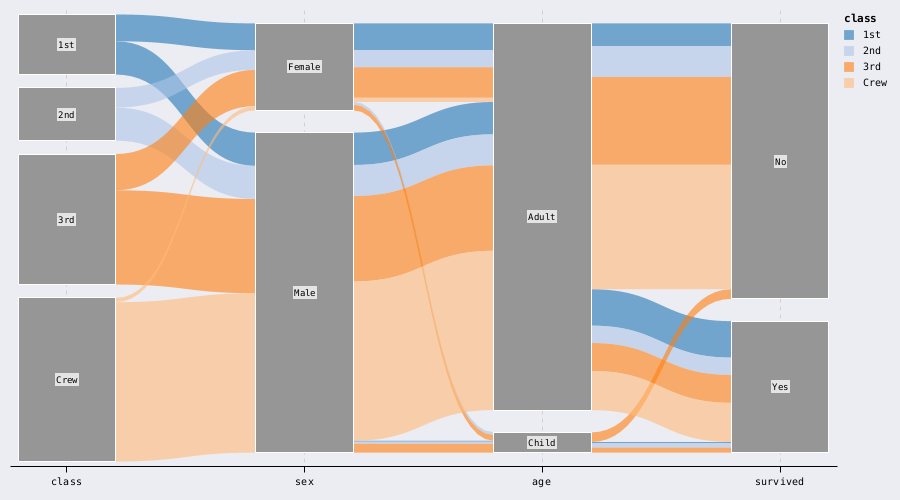 class
1st
2nd
3rd
Crew
1st
2nd
3rd
Crew
Female
Male
Adult
Child
No
Yes
class
sex
age
survived